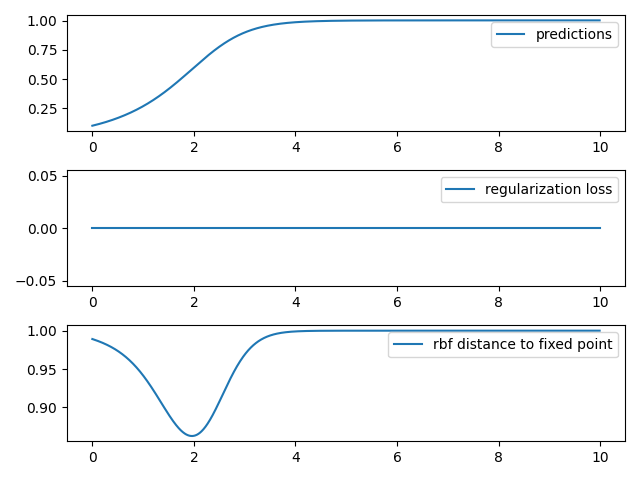 1.00
0.75
0.50
0.25
predictions
0 2 4 6 8 10
0.05
0.00
−0.05
regularization loss
0 2 4 6 8 10
1.00
0.95
0.90
rbf distance to fixed point
0 2 4 6 8 10